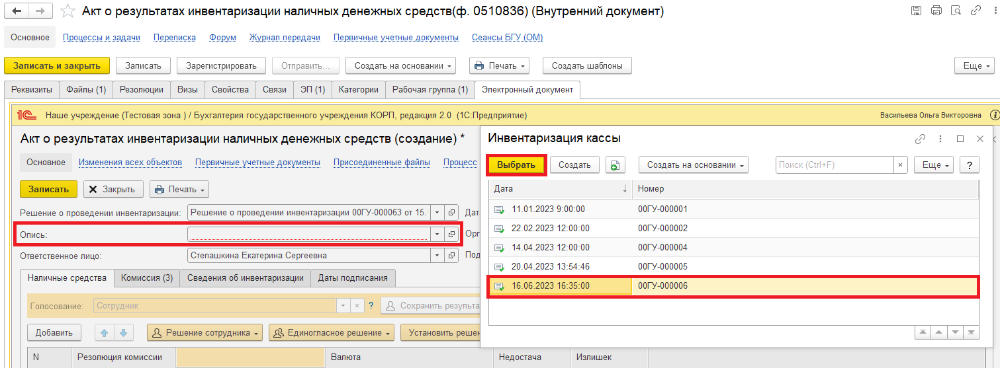 Акт о результатах инвентаризации наличных денежных средств(ф. 0510836) (Внутренний документ)
Основное Процессы и задачи Переписка Форум Журнал передачи Первичные учетные документы Сеансы БГУ (ОМ)
Записать и закрыть Записать Зарегистрировать Отправить... Создать на основании Печать Создать шаблоны Еще
Реквизиты Файлы (1) Резолюции Визы Свойства Связи ЭП (1) Категории Рабочая группа (1) Электронный документ
1С Наше учреждение (Тестовая зона ) / Бухгалтерия государственного учреждения КОРП, редакция 2.0 (1С:Предприятие) Васильева Ольга Викторовна
Акт о результатах инвентаризации наличных денежных средств (создание) *
Основное Изменения всех объектов Первичные учетные документы Присоединенные файлы Процесс
Записать Закрыть Печать
Решение о проведении инвентаризации: Решение о проведении инвентаризации 00ГУ-000063 от 15. Дата
Опись: Орг
Ответственное лицо: Степашкина Екатерина Сергеевна Под
Наличные средства Комиссия (3) Сведения об инвентаризации Даты подписания
Голосование: Сотрудник ? Сохранить результа
Добавить Решение сотрудника Единогласное решение Установить решен
N Резолюция комиссии Валюта Недостача Излишек
Инвентаризация кассы
Выбрать Создать Создать на основании Поиск (Ctrl+F) × Еще ?
Дата ↓ Номер
11.01.2023 9:00:00 00ГУ-000001
22.02.2023 12:00:00 00ГУ-000002
14.04.2023 12:00:00 00ГУ-000004
20.04.2023 13:54:46 00ГУ-000005
16.06.2023 16:35:00 00ГУ-000006